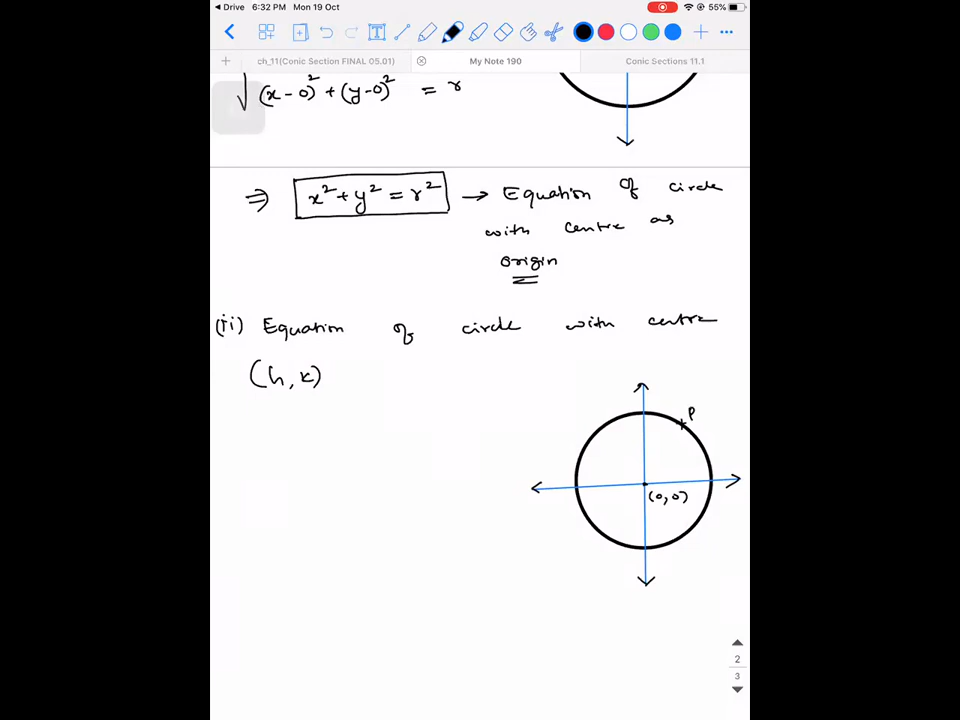 Drive 6:32 PM Mon 19 Oct 55%
ch_11(Conic Section FINAL 05.01) My Note 190 Conic Sections 11.1
√(x-0)² + (y-0)² = r
⇒ x² + y² = r² → Equation of circle
with centre as
origin
(ii) Equation of circle with centre
(h, k)
P
(0, 0)
2
3